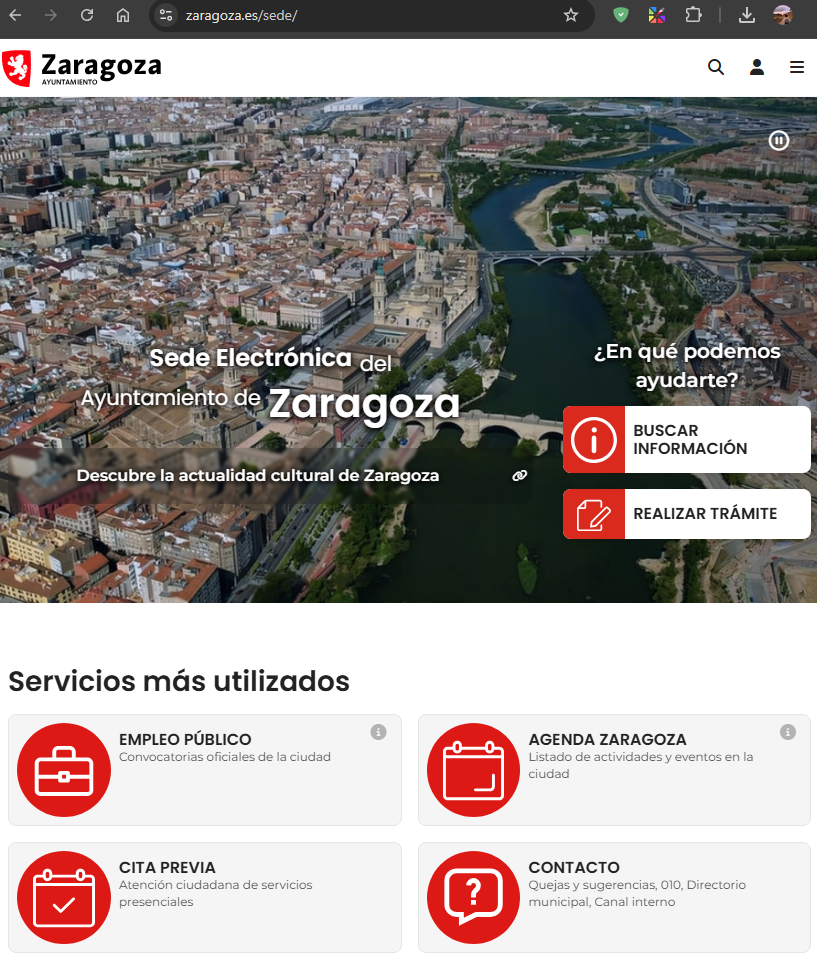 zaragoza.es/sede/
Zaragoza
AYUNTAMIENTO
Sede Electrónica del
Ayuntamiento de Zaragoza
Descubre la actualidad cultural de Zaragoza
¿En qué podemos
ayudarte?
BUSCAR
INFORMACIÓN
REALIZAR TRÁMITE
Servicios más utilizados
EMPLEO PÚBLICO
Convocatorias oficiales de la ciudad
AGENDA ZARAGOZA
Listado de actividades y eventos en la
ciudad
CITA PREVIA
Atención ciudadana de servicios
presenciales
CONTACTO
Quejas y sugerencias, 010, Directorio
municipal, Canal interno